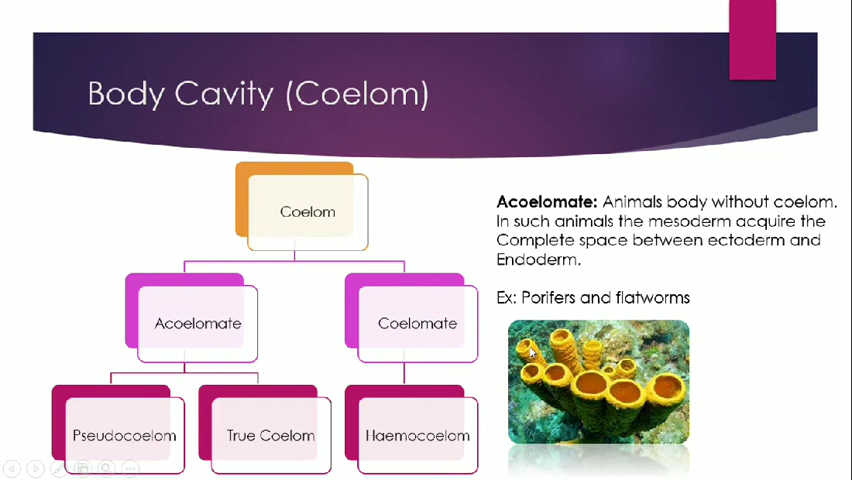 Body Cavity (Coelom)
Coelom
Acoelomate
Coelomate
Pseudocoelom
True Coelom
Haemocoelom
Acoelomate: Animals body without coelom.
In such animals the mesoderm acquire the
Complete space between ectoderm and
Endoderm.
Ex: Porifers and flatworms